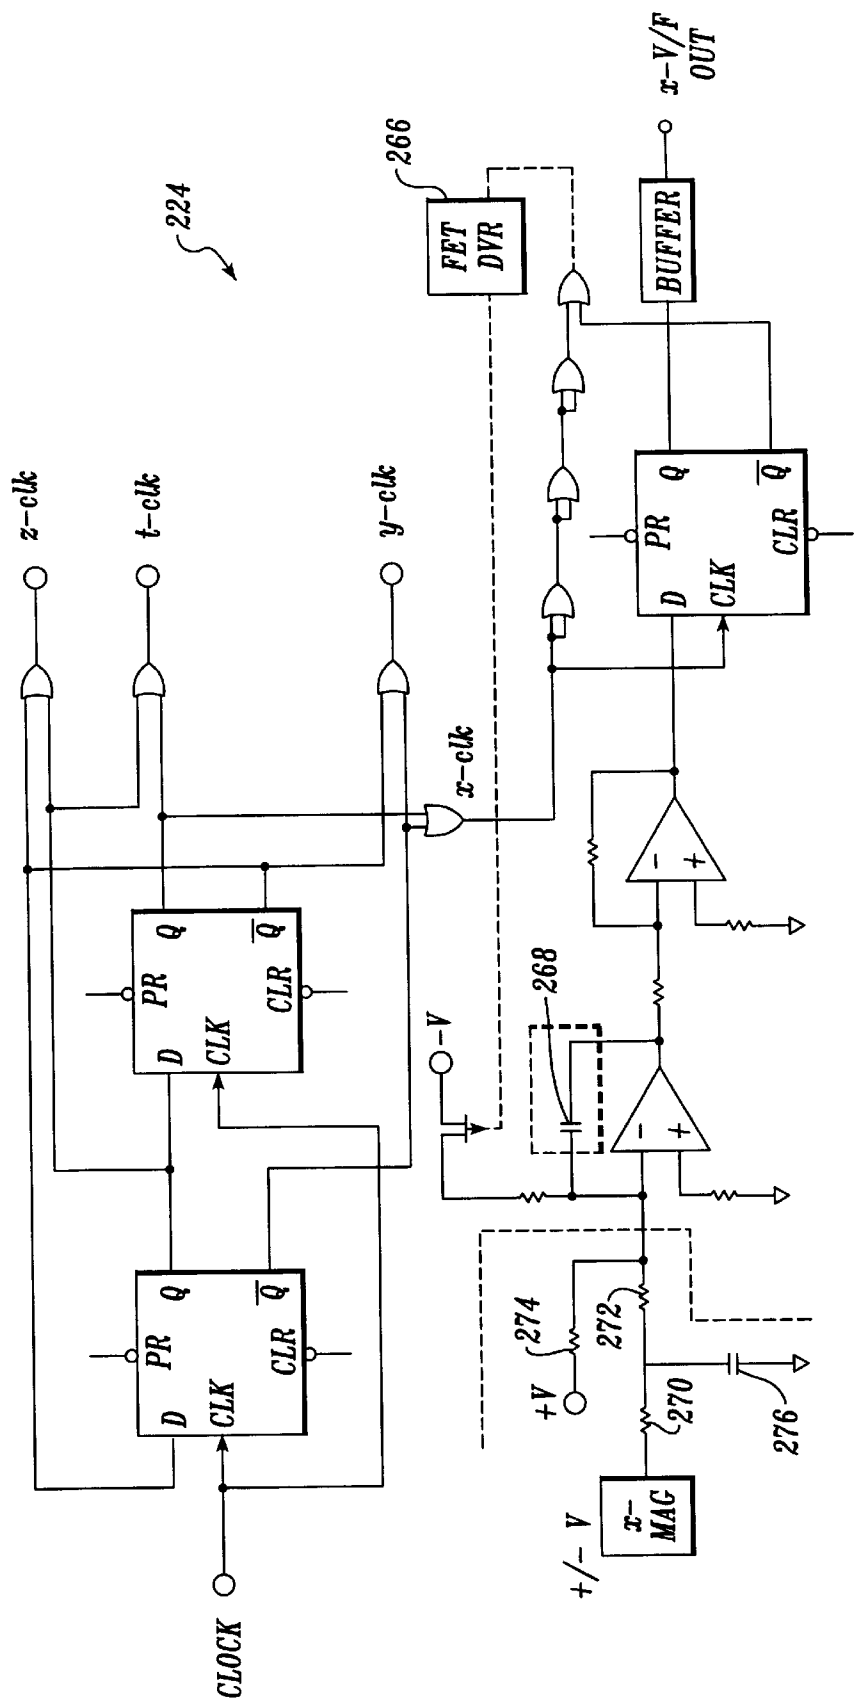 224
z-clk
t-clk
y-clk
x-clk
CLOCK
D
PR
Q
CLK
CLR
Q
D
PR
Q
CLK
CLR
Q
266
FET
DVR
-V
268
+/- V
x-
MAG
+V
274
272
270
276
-
+
-
+
D
PR
Q
CLK
CLR
Q
BUFFER
x-V/F
OUT